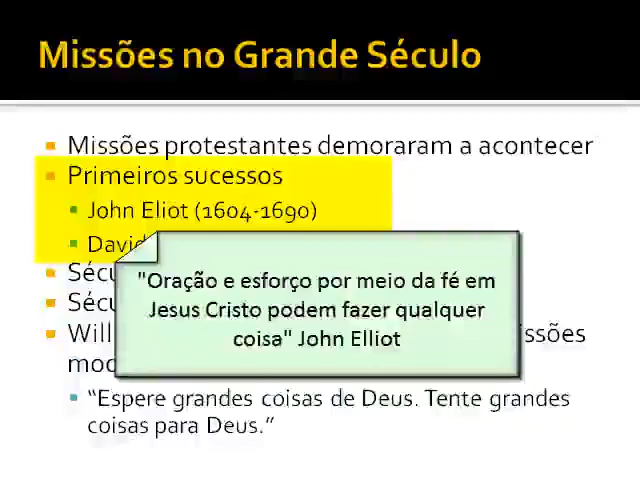 Missões no Grande Século
Missões protestantes demoraram a acontecer
Primeiros sucessos
John Eliot (1604-1690)
David
"Oração e esforço por meio da fé em
Jesus Cristo podem fazer qualquer
coisa" John Elliot
“Espere grandes coisas de Deus. Tente grandes
coisas para Deus.”